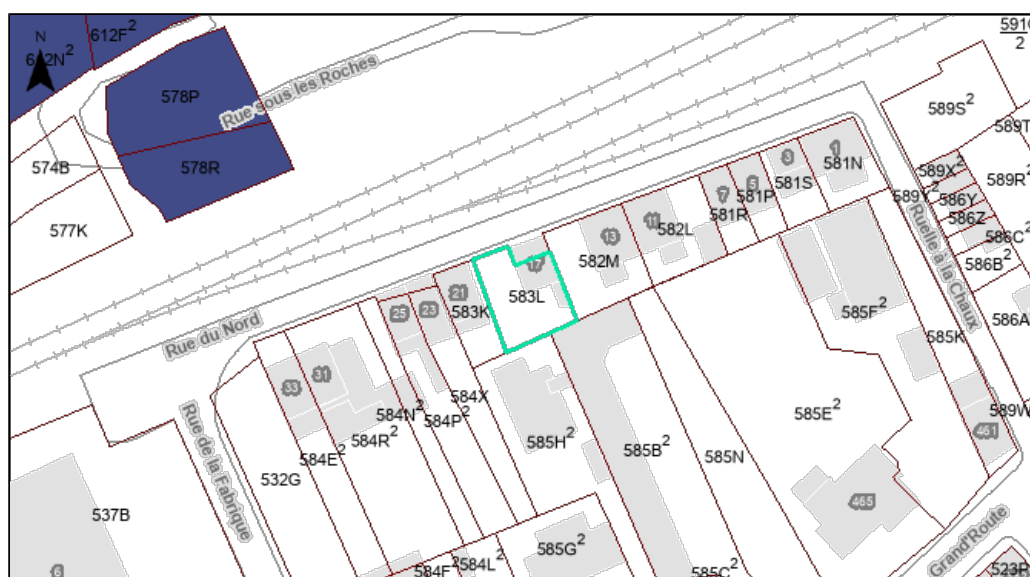 612F²
612N²
N
591
2
578P
Rue sous les Roches
578R
574B
577K
589S²
589T
589X²
589R
589Y²
586Y
586Z
586C²
586B²
586A
1
581N
3
581S
5
581P
7
581R
11
582L
13
582M
17
583L
21
583K
23
25
Rue du Nord
Ruelle à la Chaux
585F²
585K
589W
461
585E²
465
585N
585B²
585H²
584X
584P²
584N²
584R²
584E²
31
33
532G
Rue de la Fabrique
537B
6
585G²
584L²
584F²
585C²
Grand'Route